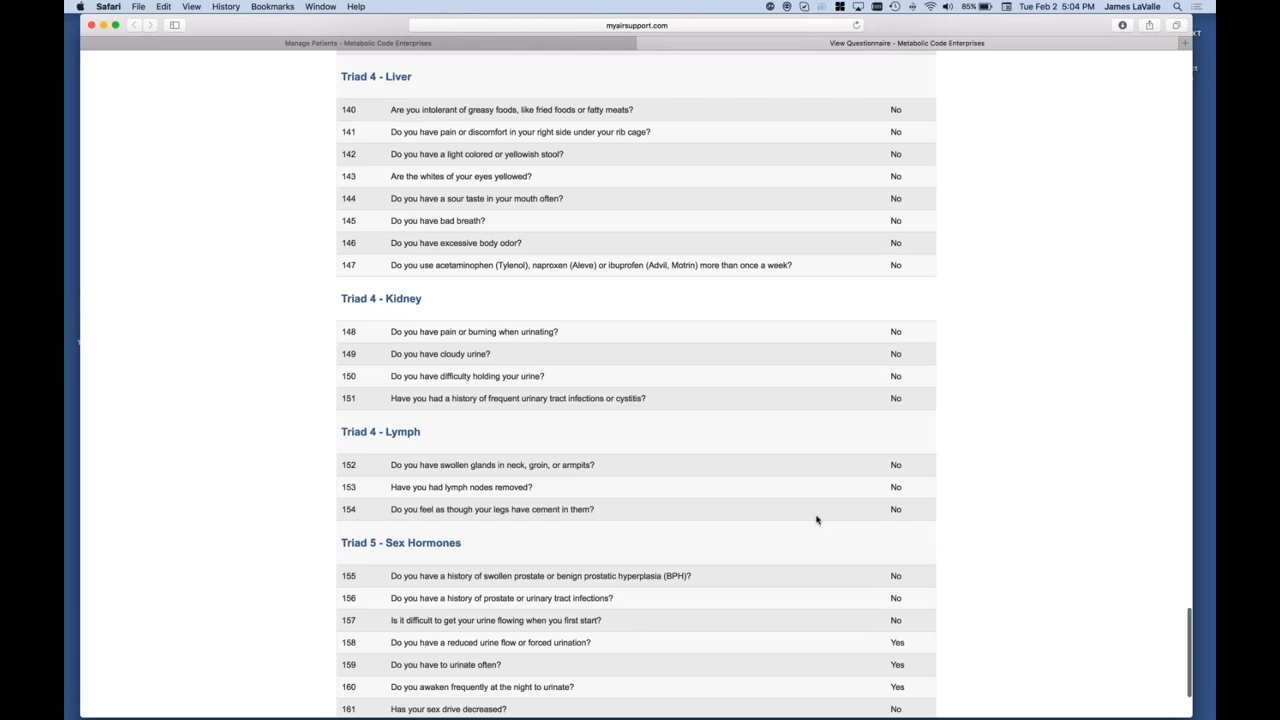 Safari File Edit View History Bookmarks Window Help 85% Tue Feb 2 5:04 PM James LaValle
myairsupport.com
Manage Patients - Metabolic Code Enterprises View Questionnaire - Metabolic Code Enterprises
Triad 4 - Liver
140 Are you intolerant of greasy foods, like fried foods or fatty meats? No
141 Do you have pain or discomfort in your right side under your rib cage? No
142 Do you have a light colored or yellowish stool? No
143 Are the whites of your eyes yellowed? No
144 Do you have a sour taste in your mouth often? No
145 Do you have bad breath? No
146 Do you have excessive body odor? No
147 Do you use acetaminophen (Tylenol), naproxen (Aleve) or ibuprofen (Advil, Motrin) more than once a week? No
Triad 4 - Kidney
148 Do you have pain or burning when urinating? No
149 Do you have cloudy urine? No
150 Do you have difficulty holding your urine? No
151 Have you had a history of frequent urinary tract infections or cystitis? No
Triad 4 - Lymph
152 Do you have swollen glands in neck, groin, or armpits? No
153 Have you had lymph nodes removed? No
154 Do you feel as though your legs have cement in them? No
Triad 5 - Sex Hormones
155 Do you have a history of swollen prostate or benign prostatic hyperplasia (BPH)? No
156 Do you have a history of prostate or urinary tract infections? No
157 Is it difficult to get your urine flowing when you first start? No
158 Do you have a reduced urine flow or forced urination? Yes
159 Do you have to urinate often? Yes
160 Do you awaken frequently at the night to urinate? Yes
161 Has your sex drive decreased? No